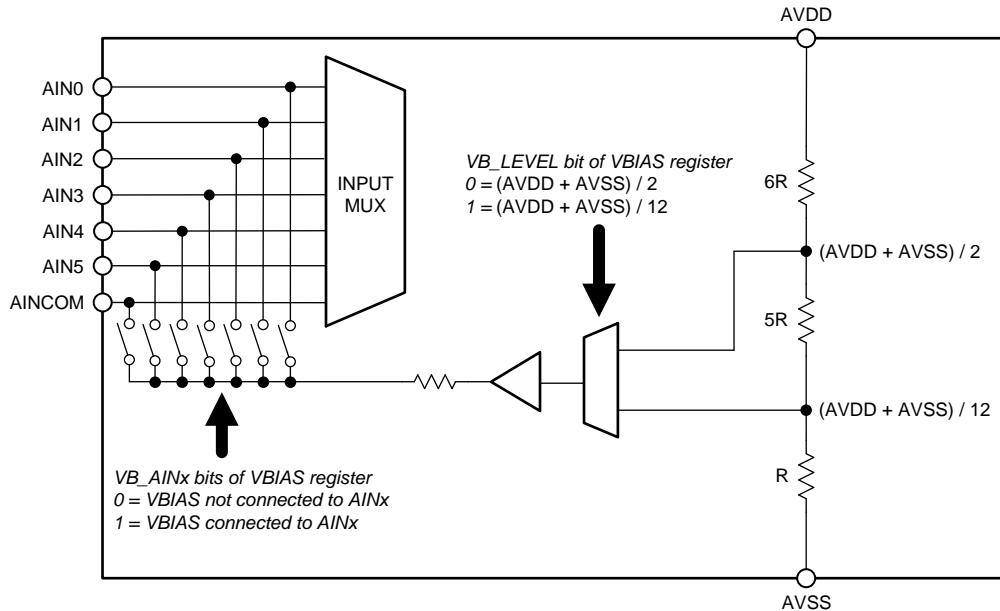 AVDD
AIN0
AIN1
AIN2
AIN3
AIN4
AIN5
AINCOM
INPUT
MUX
VB_LEVEL bit of VBIAS register
0 = (AVDD + AVSS) / 2
1 = (AVDD + AVSS) / 12
6R
(AVDD + AVSS) / 2
5R
(AVDD + AVSS) / 12
R
VB_AINx bits of VBIAS register
0 = VBIAS not connected to AINx
1 = VBIAS connected to AINx
AVSS